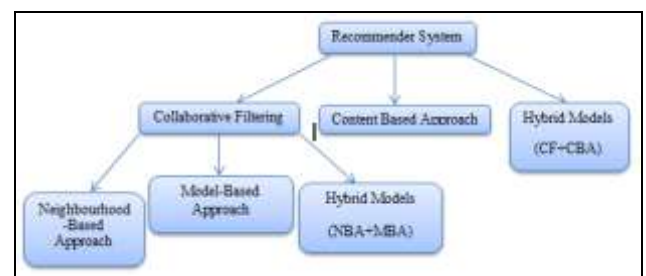 Recommender System
Collaborative Filtering
Content Based Approach
Hybrid Models
(CF+CBA)
Neighbourhood
-Based
Approach
Model-Based
Approach
Hybrid Models
(NBA+MBA)